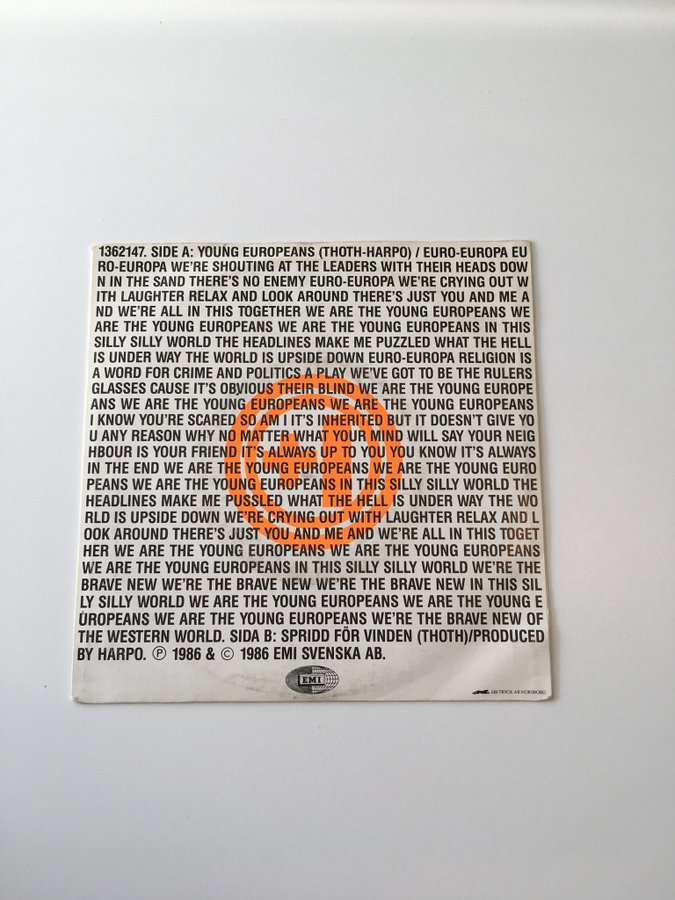 1362147. SIDE A: YOUNG EUROPEANS (THOTH-HARPO) / EURO-EUROPA EU
RO-EUROPA WE'RE SHOUTING AT THE LEADERS WITH THEIR HEADS DOW
N IN THE SAND THERE'S NO ENEMY EURO-EUROPA WE'RE CRYING OUT W
ITH LAUGHTER RELAX AND LOOK AROUND THERE'S JUST YOU AND ME A
ND WE'RE ALL IN THIS TOGETHER WE ARE THE YOUNG EUROPEANS WE
ARE THE YOUNG EUROPEANS WE ARE THE YOUNG EUROPEANS IN THIS
SILLY SILLY WORLD THE HEADLINES MAKE ME PUZZLED WHAT THE HELL
IS UNDER WAY THE WORLD IS UPSIDE DOWN EURO-EUROPA RELIGION IS
A WORD FOR CRIME AND POLITICS A PLAY WE'VE GOT TO BE THE RULERS
GLASSES CAUSE IT'S OBVIOUS THEIR BLIND WE ARE THE YOUNG EUROPE
ANS WE ARE THE YOUNG EUROPEANS WE ARE THE YOUNG EUROPEANS
I KNOW YOU'RE SCARED SO AM I IT'S INHERITED BUT IT DOESN'T GIVE YO
U ANY REASON WHY NO MATTER WHAT YOUR MIND WILL SAY YOUR NEIG
HBOUR IS YOUR FRIEND IT'S ALWAYS UP TO YOU YOU KNOW IT'S ALWAYS
IN THE END WE ARE THE YOUNG EUROPEANS WE ARE THE YOUNG EURO
PEANS WE ARE THE YOUNG EUROPEANS IN THIS SILLY SILLY WORLD THE
HEADLINES MAKE ME PUSSLED WHAT THE HELL IS UNDER WAY THE WO
RLD IS UPSIDE DOWN WE'RE CRYING OUT WITH LAUGHTER RELAX AND L
OOK AROUND THERE'S JUST YOU AND ME AND WE'RE ALL IN THIS TOGET
HER WE ARE THE YOUNG EUROPEANS WE ARE THE YOUNG EUROPEANS
WE ARE THE YOUNG EUROPEANS IN THIS SILLY SILLY WORLD WE'RE THE
BRAVE NEW WE'RE THE BRAVE NEW WE'RE THE BRAVE NEW IN THIS SIL
LY SILLY WORLD WE ARE THE YOUNG EUROPEANS WE ARE THE YOUNG E
UROPEANS WE ARE THE YOUNG EUROPEANS WE'RE THE BRAVE NEW OF
THE WESTERN WORLD. SIDA B: SPRIDD FÖR VINDEN (THOTH)/PRODUCED
BY HARPO. Ⓟ 1986 & © 1986 EMI SVENSKA AB.
EMI
SIB-TRYCK AB-NORSBORG